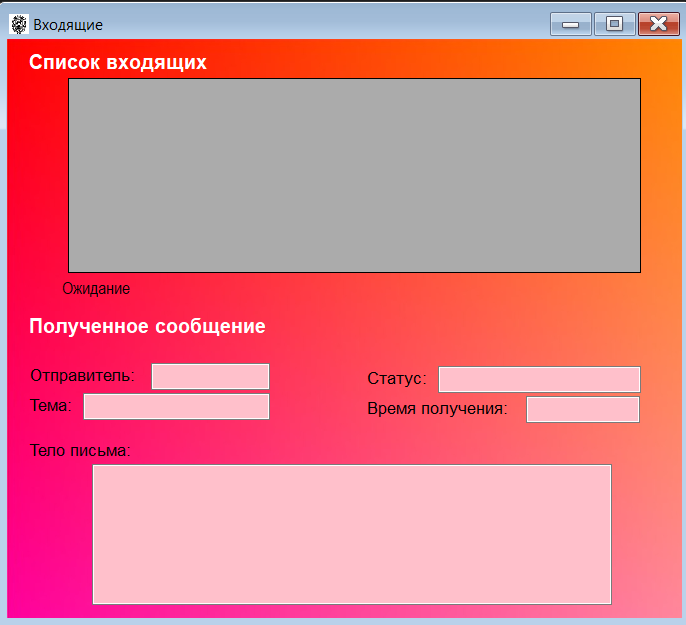 Входящие
Список входящих
Ожидание
Полученное сообщение
Отправитель:
Статус:
Тема:
Время получения:
Тело письма: